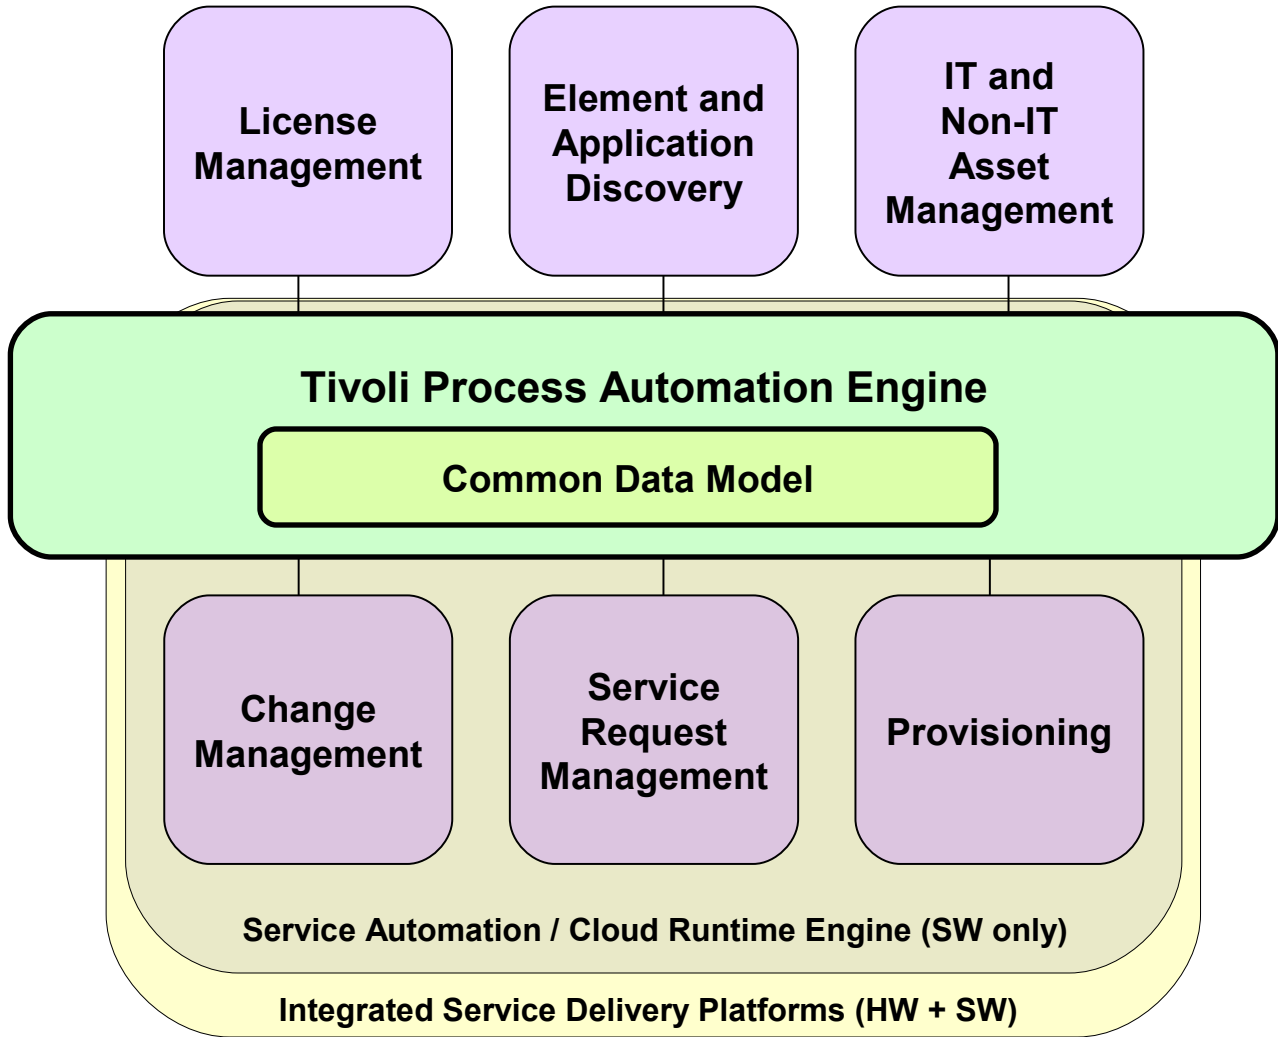 License
Management
Element and
Application
Discovery
IT and
Non-IT
Asset
Management
Tivoli Process Automation Engine
Common Data Model
Change
Management
Service
Request
Management
Provisioning
Service Automation / Cloud Runtime Engine (SW only)
Integrated Service Delivery Platforms (HW + SW)